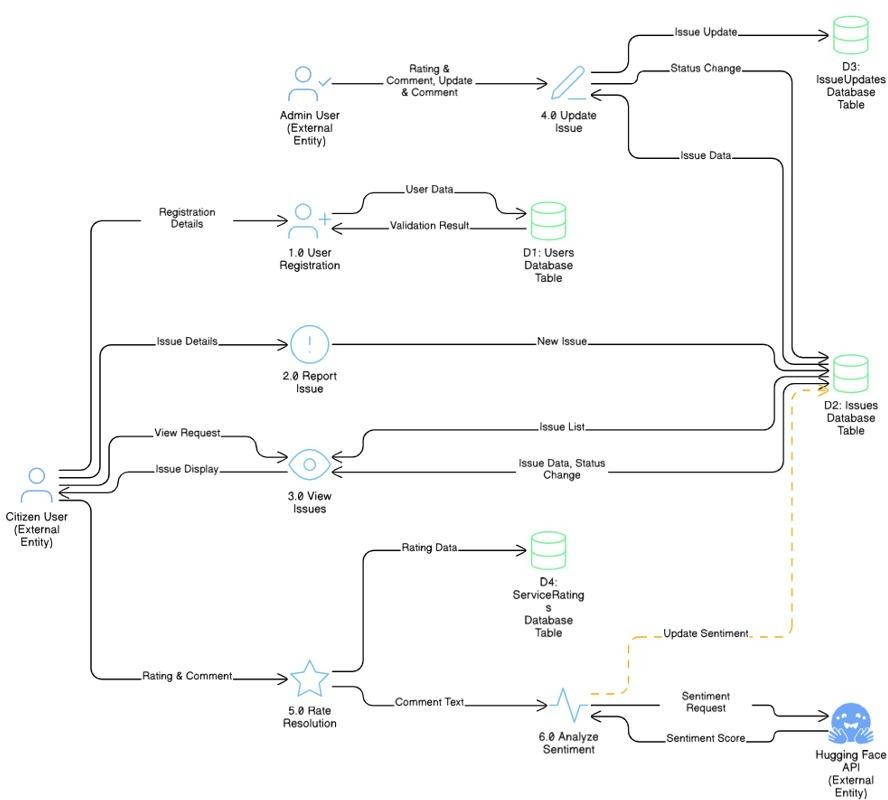 Issue Update
D3:
IssueUpdates
Database
Table
Rating &
Comment, Update
& Comment
Status Change
Admin User
(External
Entity)
4.0 Update
Issue
Issue Data
Registration
Details
User Data
Validation Result
1.0 User
Registration
D1: Users
Database
Table
Issue Details
New Issue
2.0 Report
Issue
D2: Issues
Database
Table
View Request
Issue List
Issue Display
Issue Data, Status
Change
3.0 View
Issues
Citizen User
(External
Entity)
Rating Data
D4:
ServiceRating
s
Database
Table
Update Sentiment
Rating & Comment
5.0 Rate
Resolution
Comment Text
Sentiment
Request
6.0 Analyze
Sentiment
Sentiment Score
Hugging Face
API
(External
Entity)